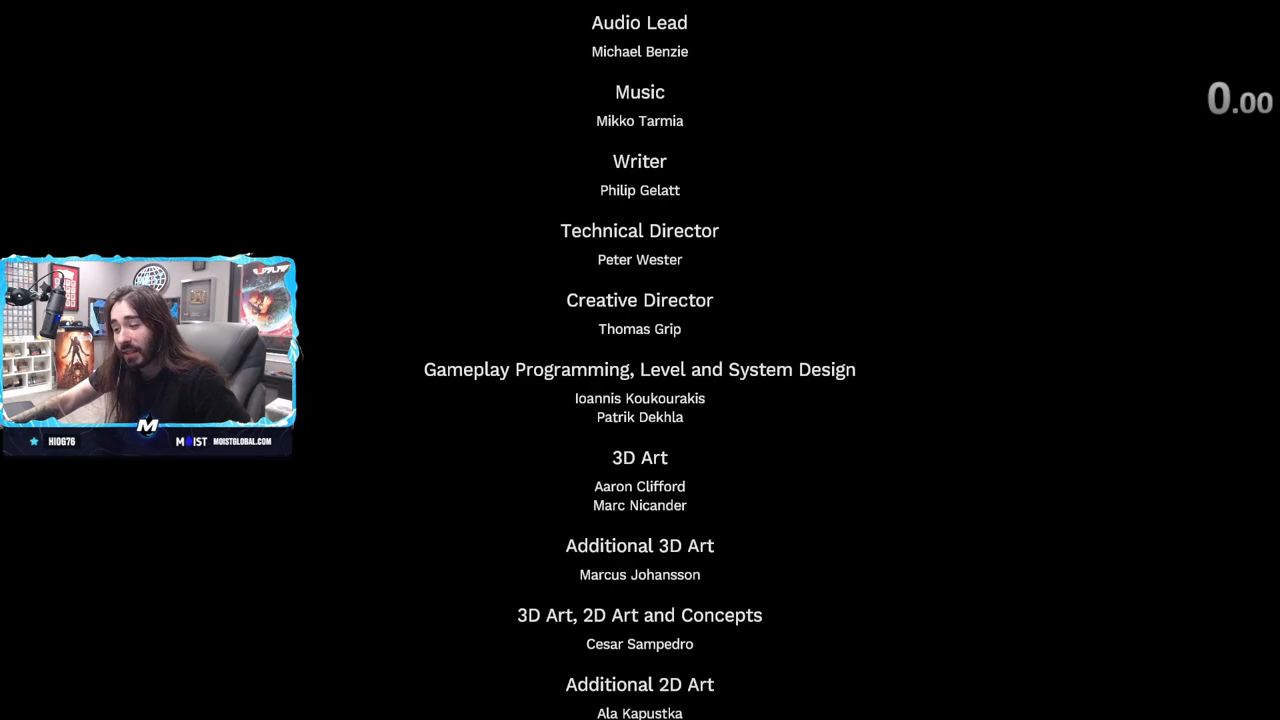 Audio Lead
Michael Benzie
Music
Mikko Tarmia
Writer
Philip Gelatt
Technical Director
Peter Wester
Creative Director
Thomas Grip
Gameplay Programming, Level and System Design
Ioannis Koukourakis
Patrik Dekhla
3D Art
Aaron Clifford
Marc Nicander
Additional 3D Art
Marcus Johansson
3D Art, 2D Art and Concepts
Cesar Sampedro
Additional 2D Art
Ala Kapustka
0.00
M
HIDG76
MOIST MOISTGLOBAL.COM